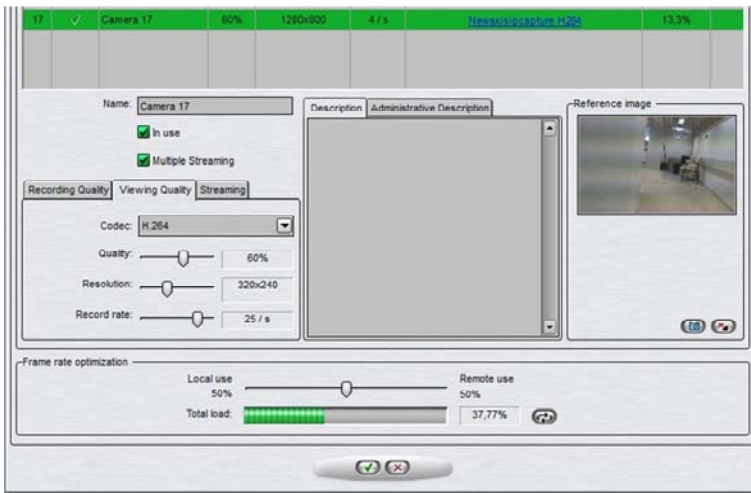 17 Camera 17 60% 1280x800 4 / s Newaxisipcapture H264 13,3%
Name: Camera 17
In use
Multiple Streaming
Recording Quality Viewing Quality Streaming
Codec: H.264
Quality: 60%
Resolution: 320x240
Record rate: 25 / s
Description Administrative Description
Reference image
Frame rate optimization
Local use 50%
Remote use 50%
Total load: 37,77%